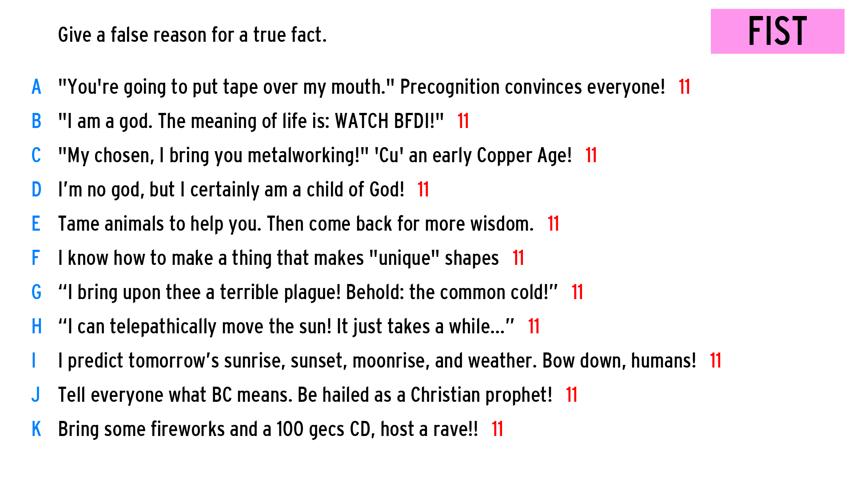 Give a false reason for a true fact.
FIST
A "You're going to put tape over my mouth." Precognition convinces everyone! 11
B "I am a god. The meaning of life is: WATCH BFDI!" 11
C "My chosen, I bring you metalworking!" 'Cu' an early Copper Age! 11
D I’m no god, but I certainly am a child of God! 11
E Tame animals to help you. Then come back for more wisdom. 11
F I know how to make a thing that makes "unique" shapes 11
G “I bring upon thee a terrible plague! Behold: the common cold!” 11
H “I can telepathically move the sun! It just takes a while...” 11
I I predict tomorrow’s sunrise, sunset, moonrise, and weather. Bow down, humans! 11
J Tell everyone what BC means. Be hailed as a Christian prophet! 11
K Bring some fireworks and a 100 gecs CD, host a rave!! 11